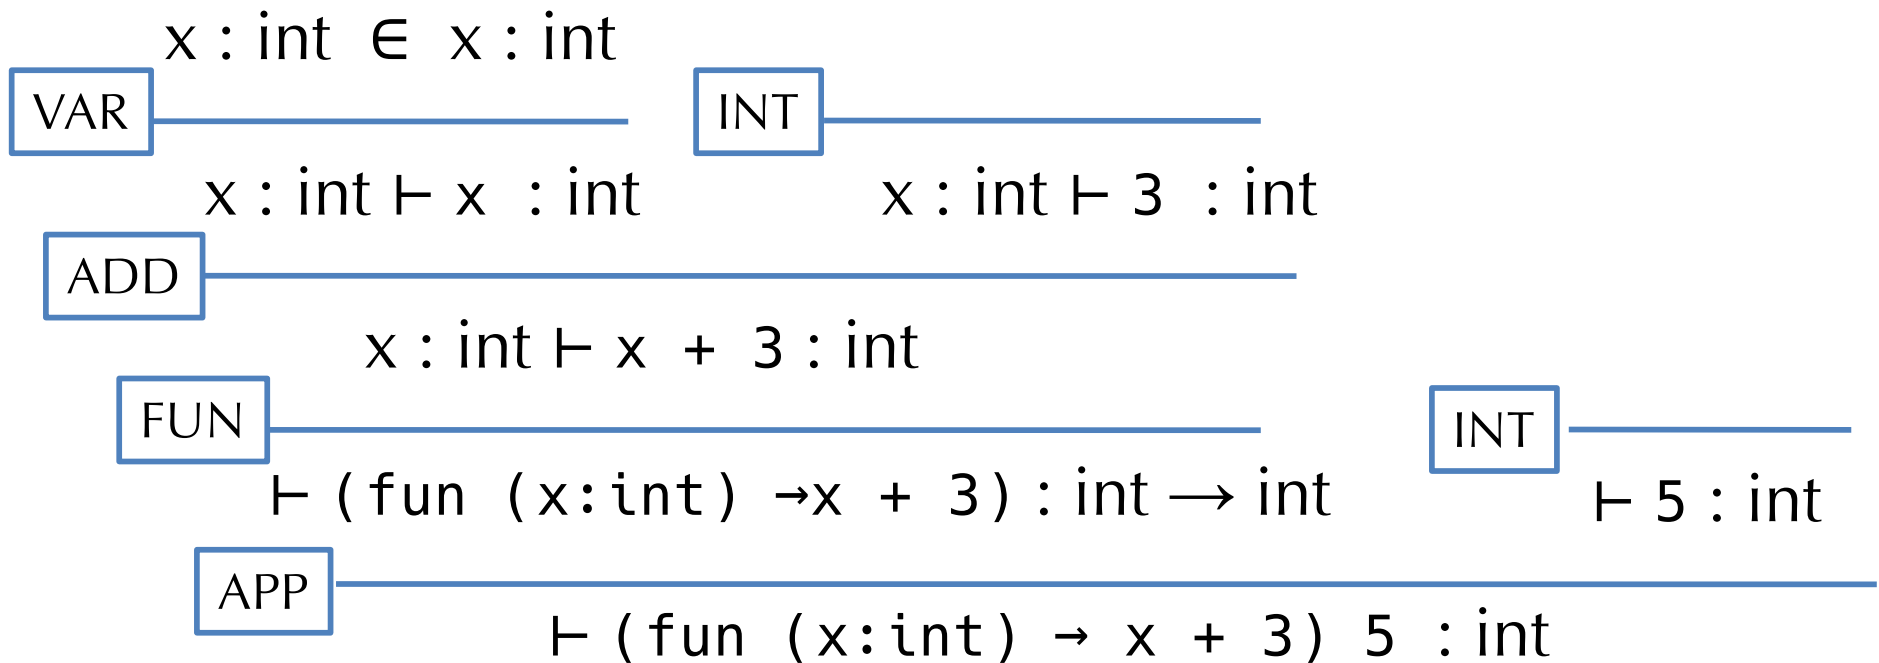 x : int ∈ x : int
VAR INT
x : int ⊢ x : int x : int ⊢ 3 : int
ADD
x : int ⊢ x + 3 : int
FUN INT
⊢ (fun (x:int) →x + 3) : int → int ⊢ 5 : int
APP
⊢ (fun (x:int) → x + 3) 5 : int